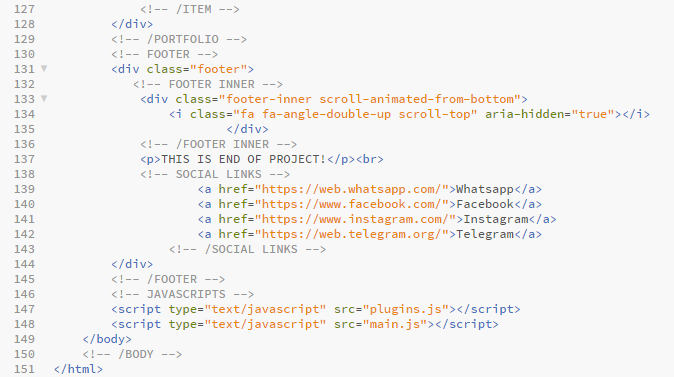 127 <!-- /ITEM -->
128 </div>
129 <!-- /PORTFOLIO -->
130 <!-- FOOTER -->
131 <div class="footer">
132 <!-- FOOTER INNER -->
133 <div class="footer-inner scroll-animated-from-bottom">
134 <i class="fa fa-angle-double-up scroll-top" aria-hidden="true"></i>
135 </div>
136 <!-- /FOOTER INNER -->
137 <p>THIS IS END OF PROJECT!</p><br>
138 <!-- SOCIAL LINKS -->
139 <a href="https://web.whatsapp.com/">Whatsapp</a>
140 <a href="https://www.facebook.com/">Facebook</a>
141 <a href="https://www.instagram.com/">Instagram</a>
142 <a href="https://web.telegram.org/">Telegram</a>
143 <!-- /SOCIAL LINKS -->
144 </div>
145 <!-- /FOOTER -->
146 <!-- JAVASCRIPTS -->
147 <script type="text/javascript" src="plugins.js"></script>
148 <script type="text/javascript" src="main.js"></script>
149 </body>
150 <!-- /BODY -->
151 </html>